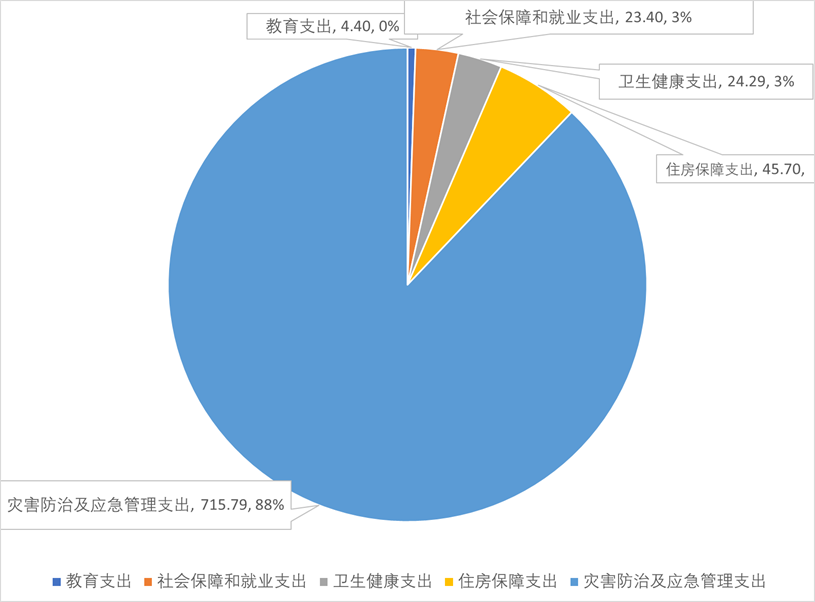 教育支出, 4.40, 0%
社会保障和就业支出, 23.40, 3%
卫生健康支出, 24.29, 3%
住房保障支出, 45.70,
灾害防治及应急管理支出, 715.79, 88%
教育支出 社会保障和就业支出 卫生健康支出 住房保障支出 灾害防治及应急管理支出